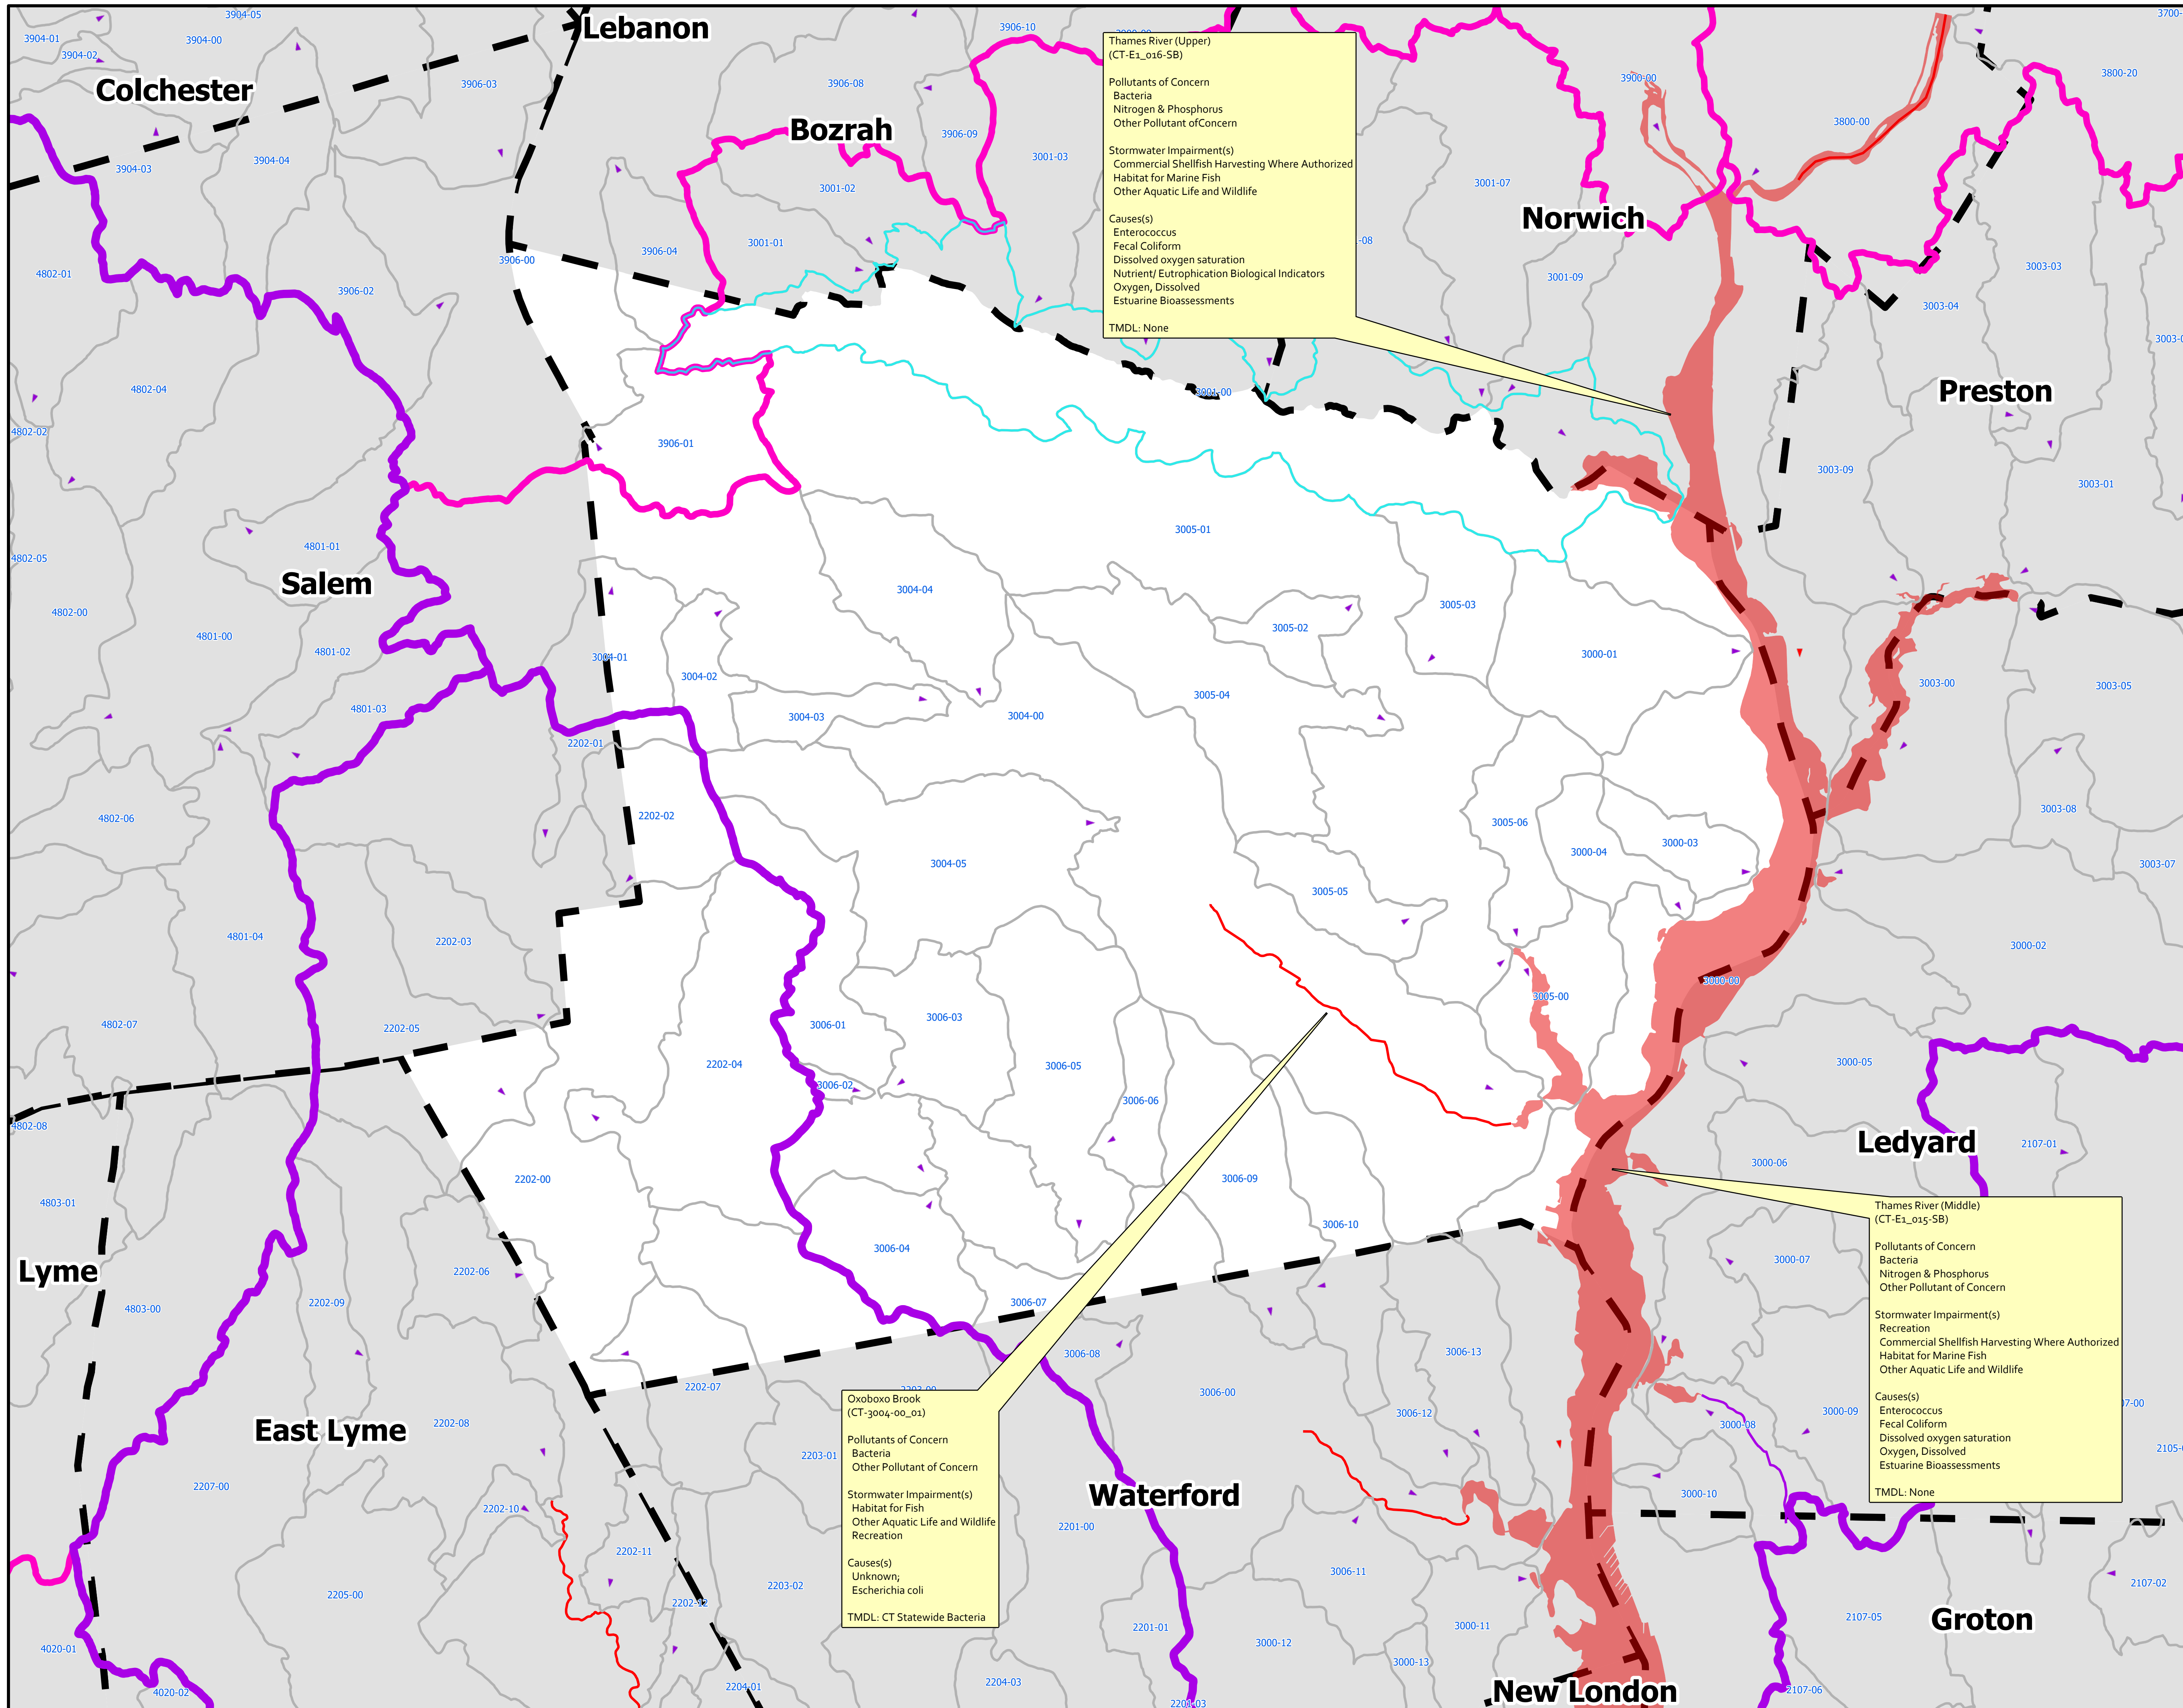 Lebanon
Colchester
Bozrah
Norwich
Preston
Salem
Ledyard
Lyme
East Lyme
Waterford
Groton
New London
Thames River (Upper)
(CT-E1_016-SB)
Pollutants of Concern
Bacteria
Nitrogen & Phosphorus
Other Pollutant ofConcern
Stormwater Impairment(s)
Commercial Shellfish Harvesting Where Authorized
Habitat for Marine Fish
Other Aquatic Life and Wildlife
Causes(s)
Enterococcus
Fecal Coliform
Dissolved oxygen saturation
Nutrient/ Eutrophication Biological Indicators
Oxygen, Dissolved
Estuarine Bioassessments
TMDL: None
Thames River (Middle)
(CT-E1_015-SB)
Pollutants of Concern
Bacteria
Nitrogen & Phosphorus
Other Pollutant of Concern
Stormwater Impairment(s)
Recreation
Commercial Shellfish Harvesting Where Authorized
Habitat for Marine Fish
Other Aquatic Life and Wildlife
Causes(s)
Enterococcus
Fecal Coliform
Dissolved oxygen saturation
Oxygen, Dissolved
Estuarine Bioassessments
TMDL: None
Oxoboxo Brook
(CT-3004-00_01)
Pollutants of Concern
Bacteria
Other Pollutant of Concern
Stormwater Impairment(s)
Habitat for Fish
Other Aquatic Life and Wildlife
Recreation
Causes(s)
Unknown;
Escherichia coli
TMDL: CT Statewide Bacteria
3904-05
3904-01
3904-00
3904-02
3906-03
3906-08
3906-10
3906-09
3900-00
3800-20
3800-00
3904-03
3904-04
3001-03
3001-02
3001-07
3001-01
3906-04
3906-00
3001-09
3003-03
3003-04
4802-01
3906-02
4802-04
3001-00
4802-02
3906-01
3003-09
3003-01
4802-05
4801-01
3005-01
3004-04
3005-03
3005-02
4802-00
4801-00
4801-02
3004-01
3004-02
3000-01
3003-00
3003-05
4801-03
3004-03
3004-00
3005-04
2202-01
2202-02
4802-06
3005-06
3000-04
3000-03
3003-08
3003-07
3004-05
3005-05
4801-04
2202-03
3000-02
3000-00
3005-00
4802-07
2202-05
3006-01
3006-03
2202-04
3006-05
3006-02
3006-06
3000-05
4802-08
2107-01
3000-06
4803-01
2202-00
3006-09
3006-10
3006-04
3000-07
2202-06
4803-00
2202-09
3006-07
3006-08
3006-13
2202-07
3006-00
3006-12
3000-09
3000-08
2202-08
2203-01
2207-00
3000-10
2202-10
2201-00
2202-11
3006-11
2203-02
2107-02
2205-00
2202-12
2107-05
2201-01
3000-11
3000-12
4020-01
3000-13
2204-03
4020-02
2204-01
2107-06